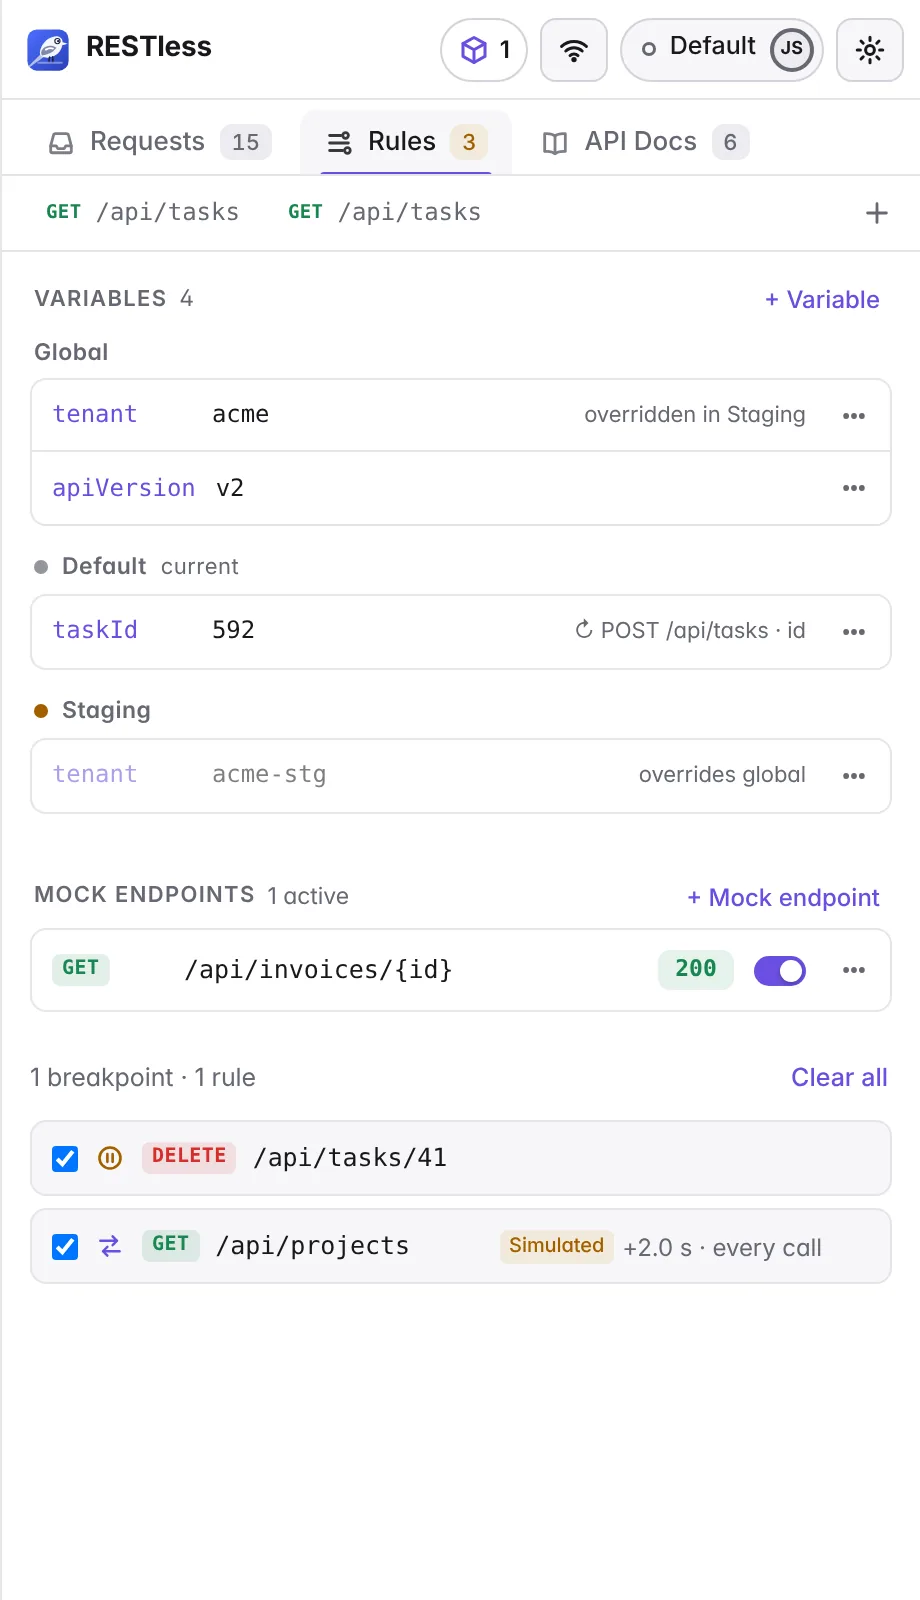 RESTless
1
Default
JS
Requests 15
Rules 3
API Docs 6
GET /api/tasks
GET /api/tasks
+
VARIABLES 4
+ Variable
Global
tenant acme overridden in Staging
apiVersion v2
Default current
taskId 592 POST /api/tasks · id
Staging
tenant acme-stg overrides global
MOCK ENDPOINTS 1 active
+ Mock endpoint
GET /api/invoices/{id} 200
1 breakpoint · 1 rule
Clear all
DELETE /api/tasks/41
GET /api/projects Simulated +2.0 s · every call